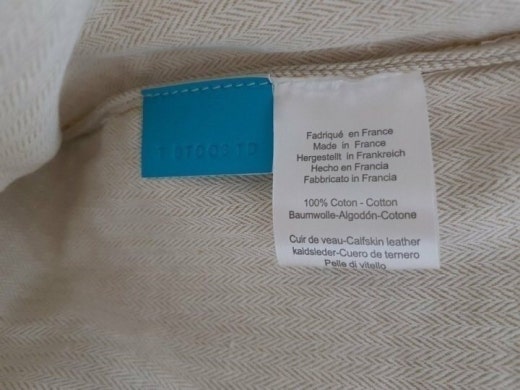 Fadriqué en France
Made in France
Hergestellt in Frankreich
Hecho en Francia
Fabbricato in Francia
100% Coton - Cotton
Baumwolle-Algodón-Cotone
Cuir de veau-Calfskin leather
kaidsieder-Cuero de ternero
Pelle di vitello